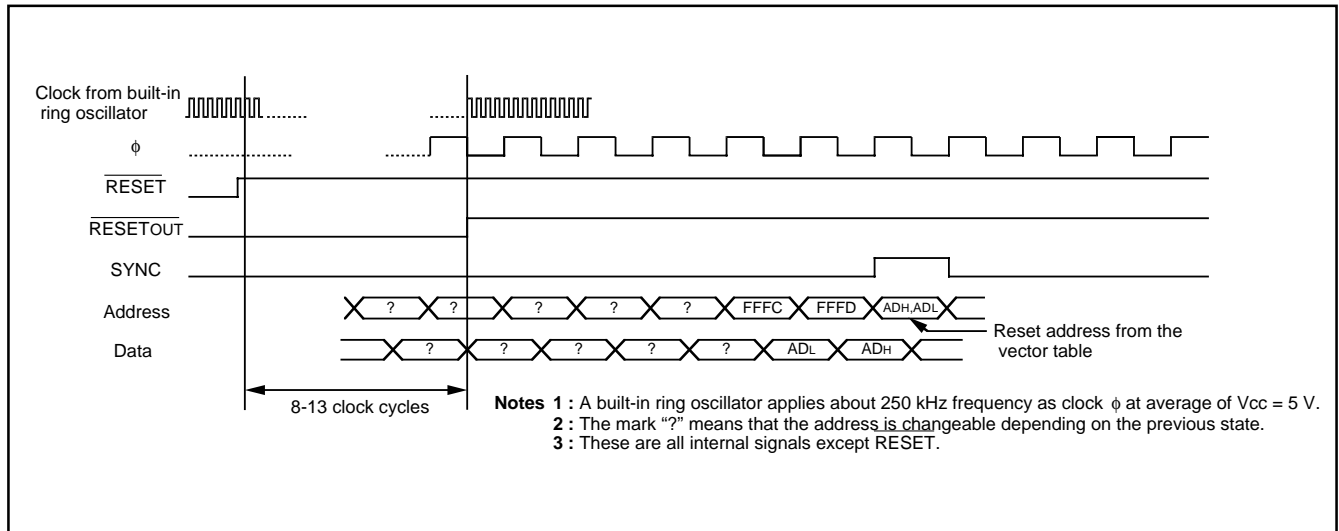 Clock from built-in
ring oscillator
ϕ
RESET
RESETOUT
SYNC
Address
? ? ? ? ? FFFC FFFD ADH,ADL
Reset address from the
vector table
Data
? ? ? ? ? ADL ADH
8-13 clock cycles
Notes 1 : A built-in ring oscillator applies about 250 kHz frequency as clock ϕ at average of Vcc = 5 V.
2 : The mark “?” means that the address is changeable depending on the previous state.
3 : These are all internal signals except RESET.